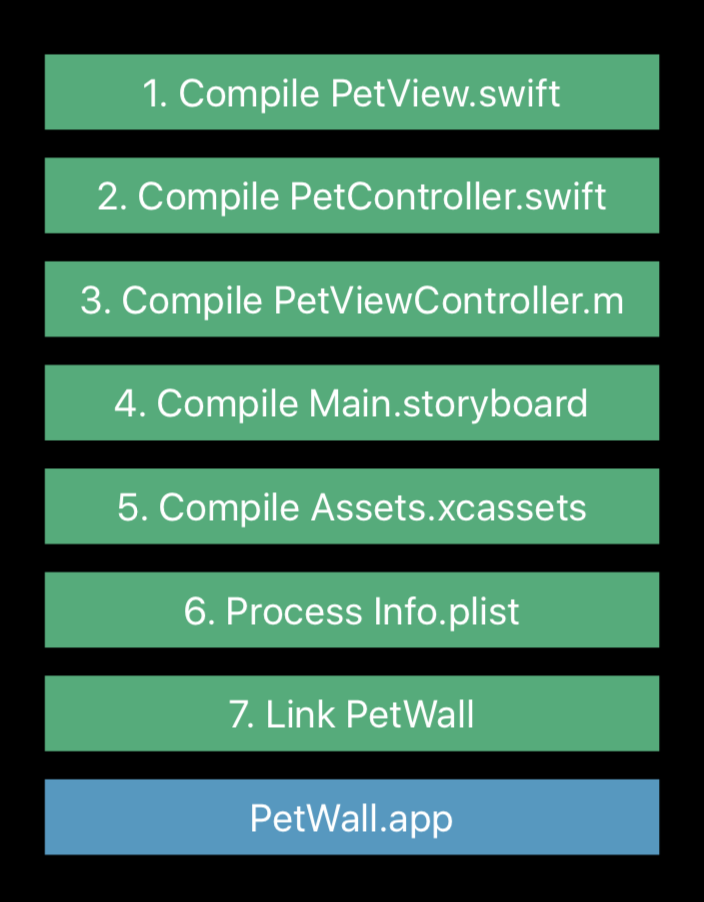 1. Compile PetView.swift
2. Compile PetController.swift
3. Compile PetViewController.m
4. Compile Main.storyboard
5. Compile Assets.xcassets
6. Process Info.plist
7. Link PetWall
PetWall.app